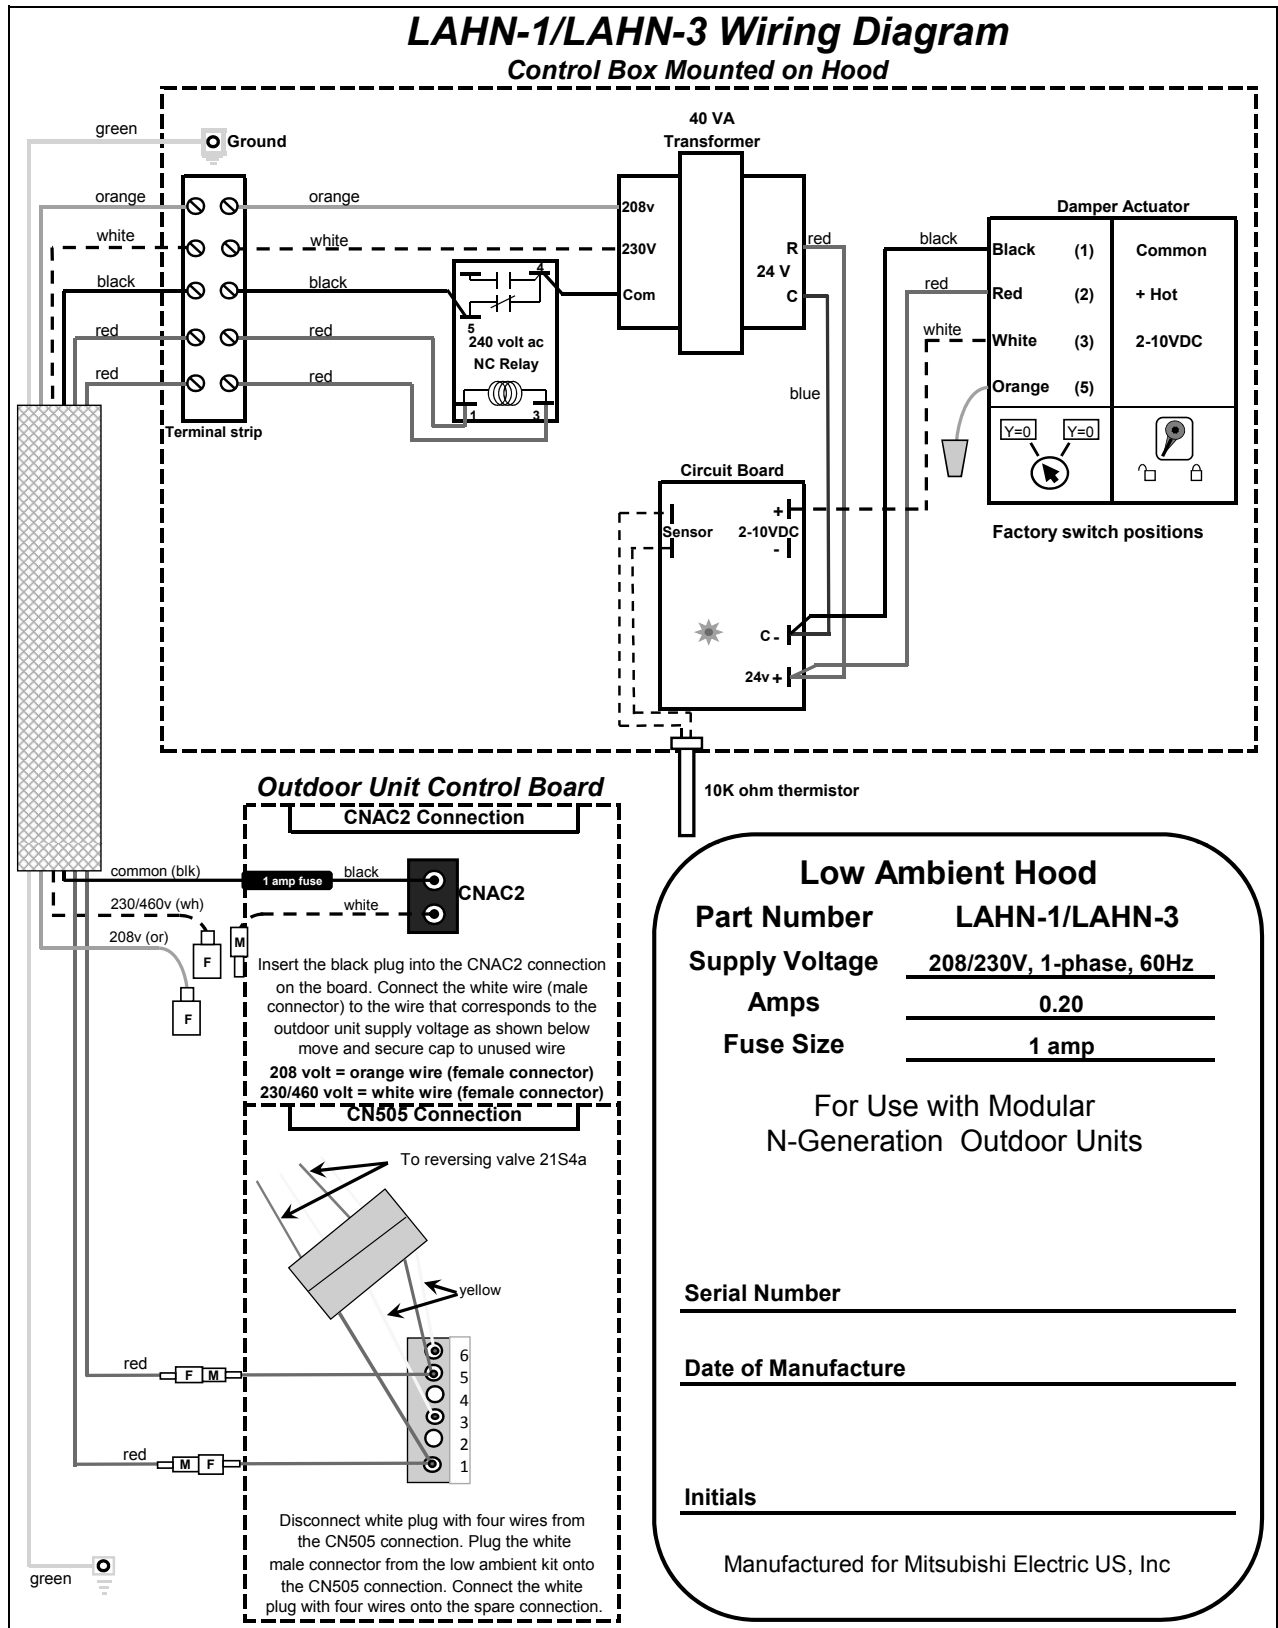 LAHN-1/LAHN-3 Wiring Diagram
Control Box Mounted on Hood
green
Ground
40 VA
Transformer
orange
orange
208v
white
white
230V
black
black
Com
red
red
red
red
Terminal strip
4
5
240 volt ac
NC Relay
1
3
R
24 V
C
red
blue
Damper Actuator
black
Black (1) Common
red
Red (2) + Hot
white
White (3) 2-10VDC
Orange (5)
Y=0 Y=0
Factory switch positions
Circuit Board
Sensor
+
2-10VDC
-
C -
24v +
10K ohm thermistor
Outdoor Unit Control Board
CNAC2 Connection
common (blk)
1 amp fuse
black
CNAC2
230/460v (wh)
white
208v (or)
F
M
F
Insert the black plug into the CNAC2 connection
on the board. Connect the white wire (male
connector) to the wire that corresponds to the
outdoor unit supply voltage as shown below
move and secure cap to unused wire
208 volt = orange wire (female connector)
230/460 volt = white wire (female connector)
CN505 Connection
To reversing valve 21S4a
yellow
6
5
4
3
2
1
red
F M
red
M F
green
Disconnect white plug with four wires from
the CN505 connection. Plug the white
male connector from the low ambient kit onto
the CN505 connection. Connect the white
plug with four wires onto the spare connection.
Low Ambient Hood
Part Number LAHN-1/LAHN-3
Supply Voltage 208/230V, 1-phase, 60Hz
Amps 0.20
Fuse Size 1 amp
For Use with Modular
N-Generation Outdoor Units
Serial Number
Date of Manufacture
Initials
Manufactured for Mitsubishi Electric US, Inc